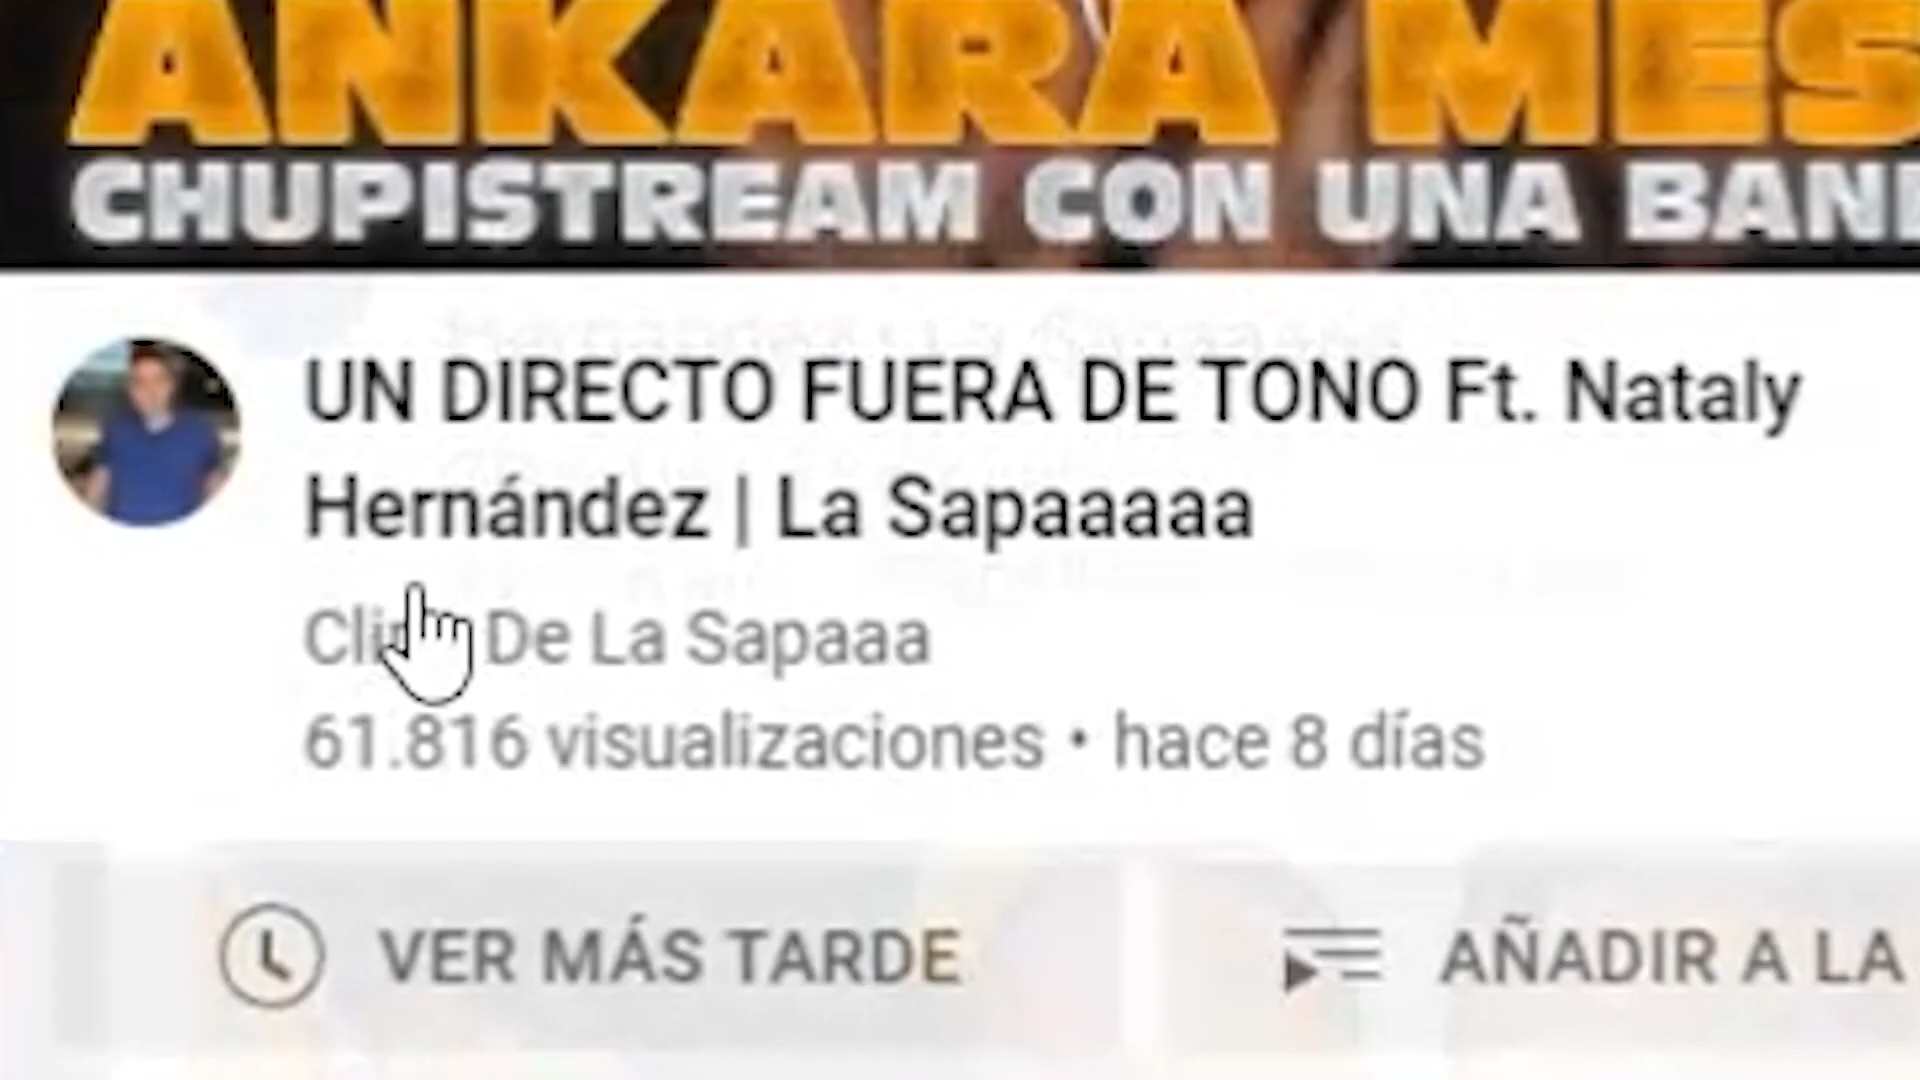 ANKARA MES
CHUPISTREAM CON UNA BAN
UN DIRECTO FUERA DE TONO Ft. Nataly
Hernández | La Sapaaaaa
De La Sapaaa
61.816 visualizaciones • hace 8 días
VER MÁS TARDE
AÑADIR A LA